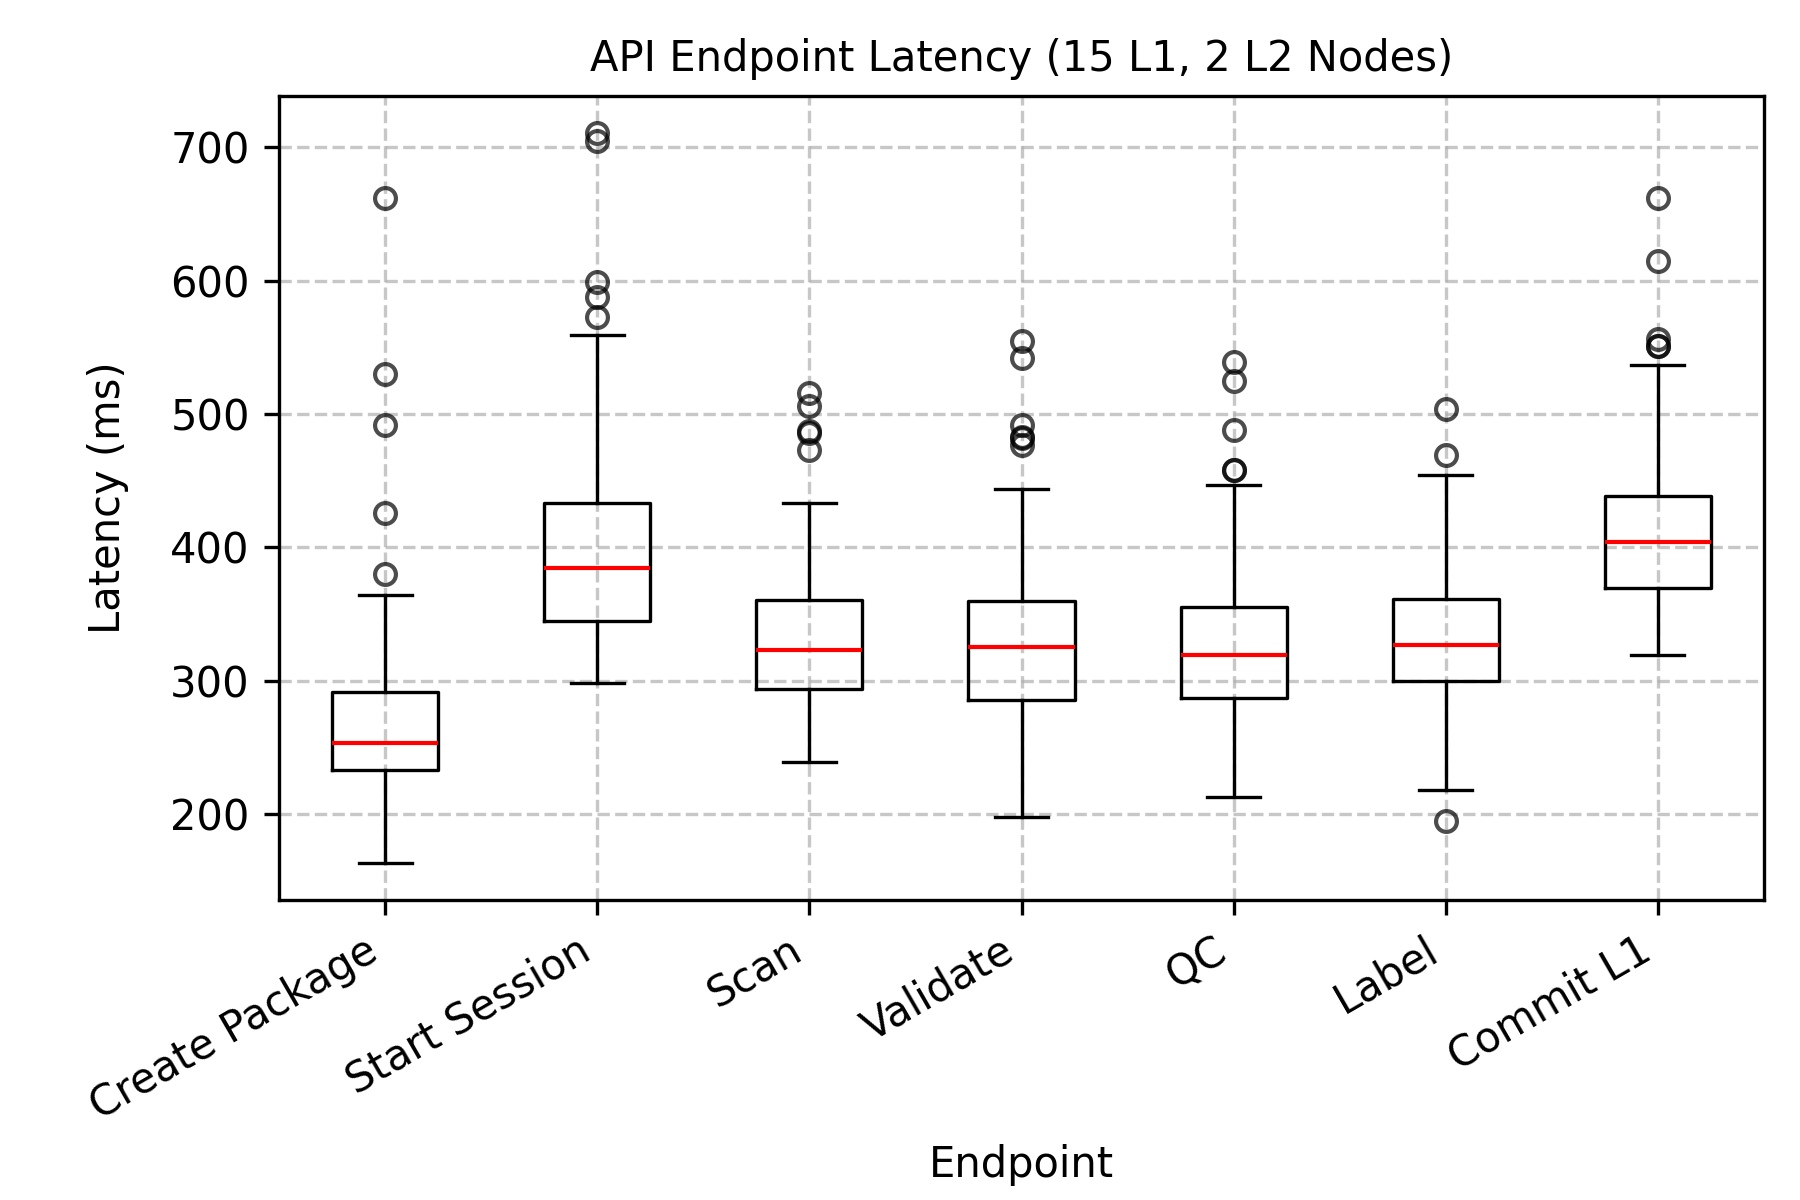 API Endpoint Latency (15 L1, 2 L2 Nodes)
Latency (ms)
700
600
500
400
300
200
Create Package
Start Session
Scan
Validate
QC
Label
Commit L1
Endpoint